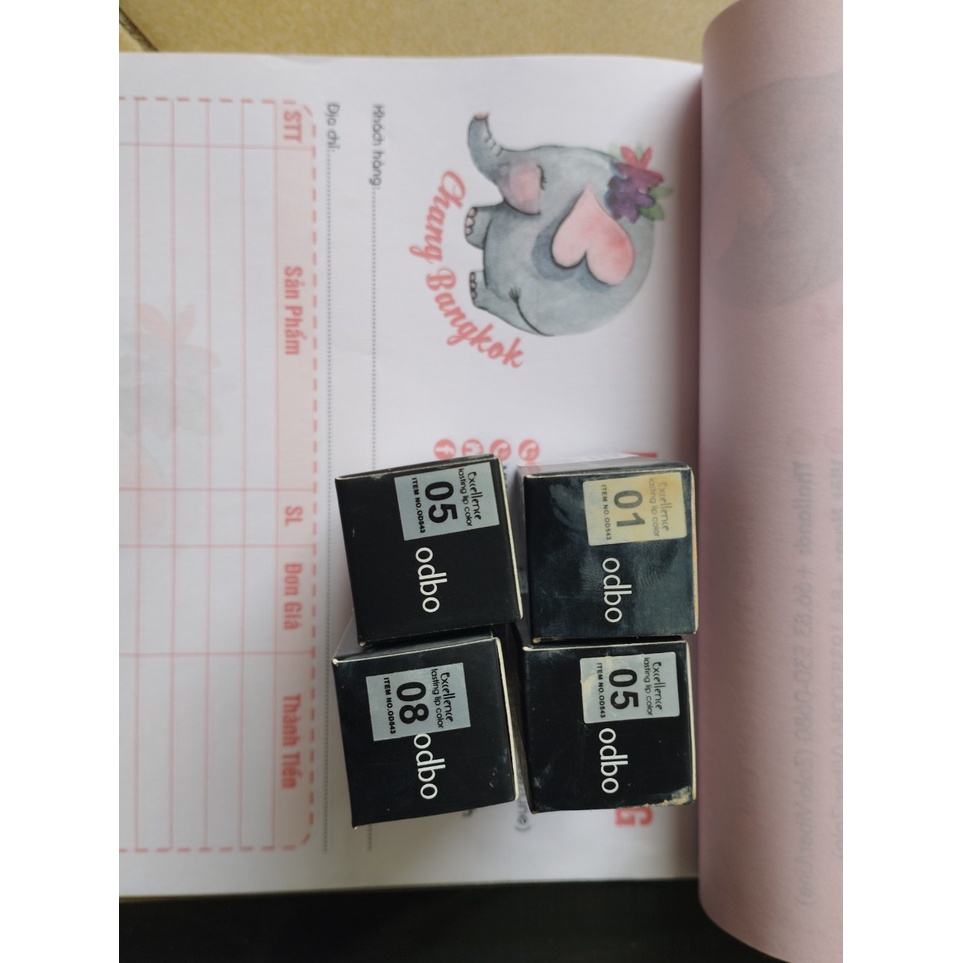 Chang Bangkok
Khách hàng:
Địa chỉ:
STT
Sản Phẩm
SL
Đơn Giá
Thành Tiền
Excellence
lasting lip color
01
ITEM NO.OD543
odbo
Excellence
lasting lip color
05
ITEM NO.OD543
odbo
Excellence
lasting lip color
05
ITEM NO.OD543
odbo
Excellence
lasting lip color
08
ITEM NO.OD543
odbo